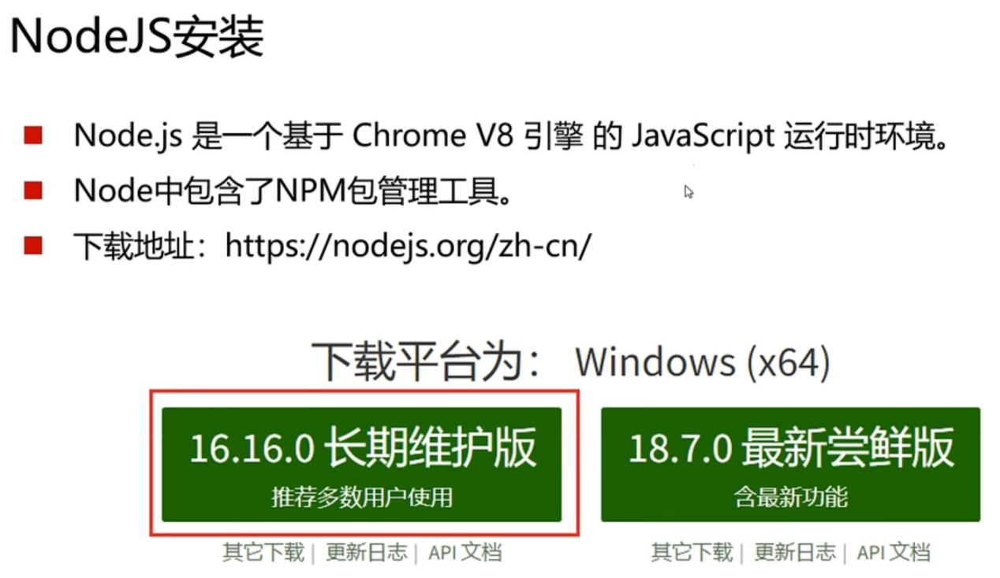 NodeJS安装
Node.js 是一个基于 Chrome V8 引擎 的 JavaScript 运行时环境。
Node中包含了NPM包管理工具。
下载地址：https://nodejs.org/zh-cn/
下载平台为： Windows (x64)
16.16.0 长期维护版
推荐多数用户使用
其它下载 | 更新日志 | API 文档
18.7.0 最新尝鲜版
含最新功能
其它下载 | 更新日志 | API 文档